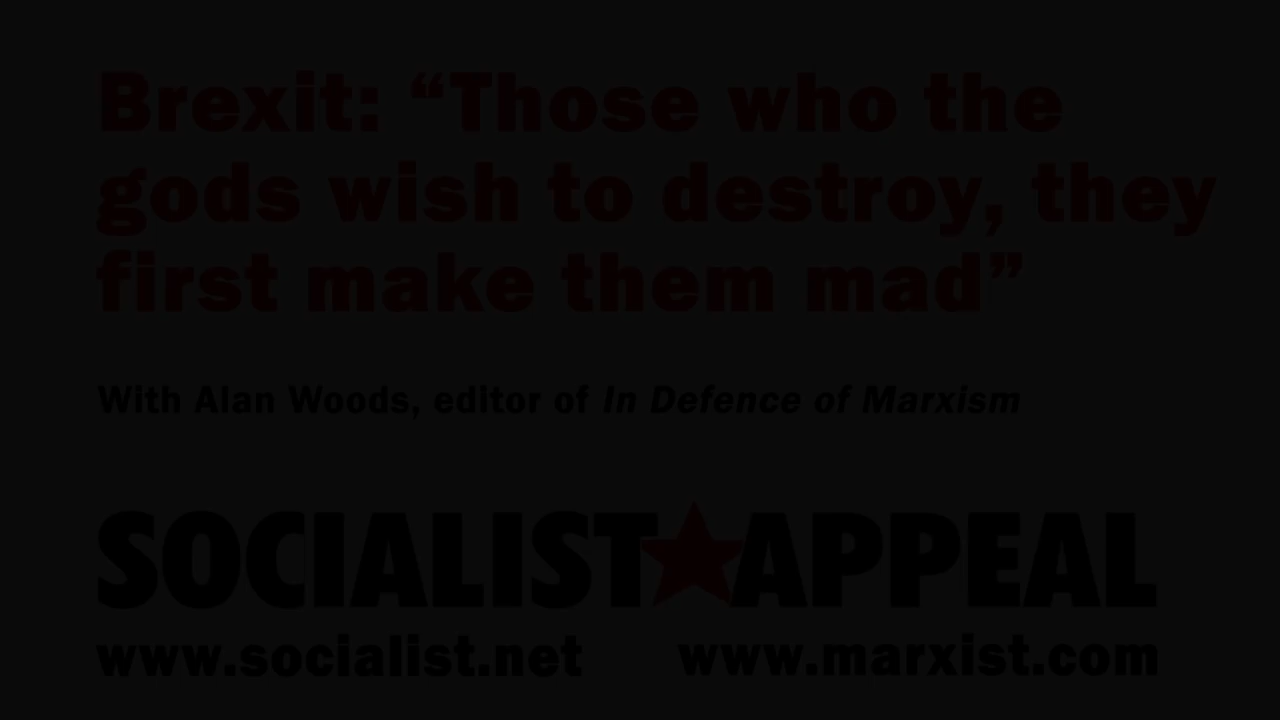 Brexit: “Those who the
gods wish to destroy, they
first make them mad”
With Alan Woods, editor of In Defence of Marxism
SOCIALIST APPEAL
www.socialist.net www.marxist.com